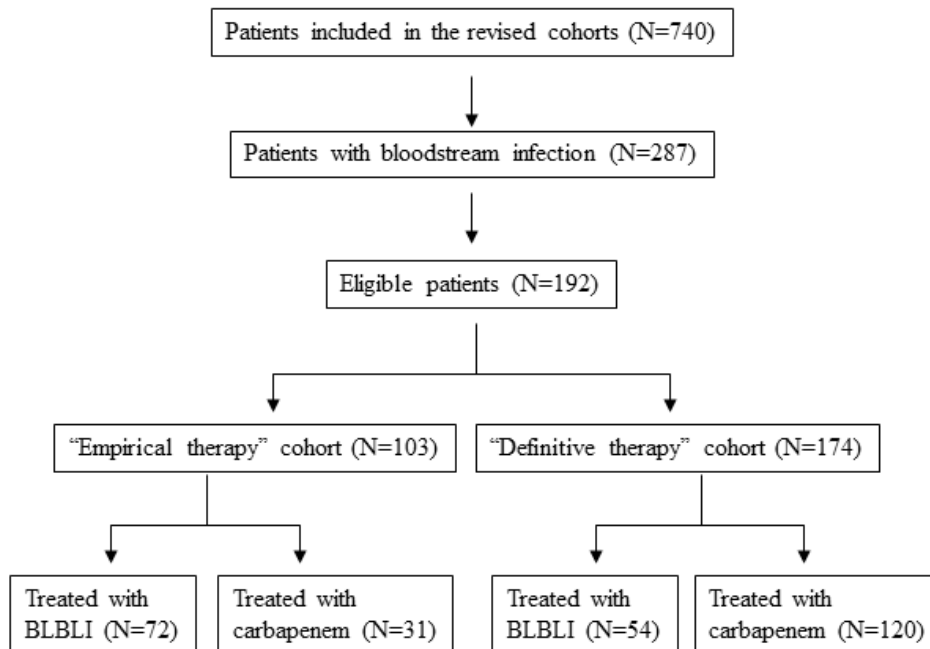 Patients included in the revised cohorts (N=740)
Patients with bloodstream infection (N=287)
Eligible patients (N=192)
“Empirical therapy” cohort (N=103)
“Definitive therapy” cohort (N=174)
Treated with
BLBLI (N=72)
Treated with
carbapenem (N=31)
Treated with
BLBLI (N=54)
Treated with
carbapenem (N=120)